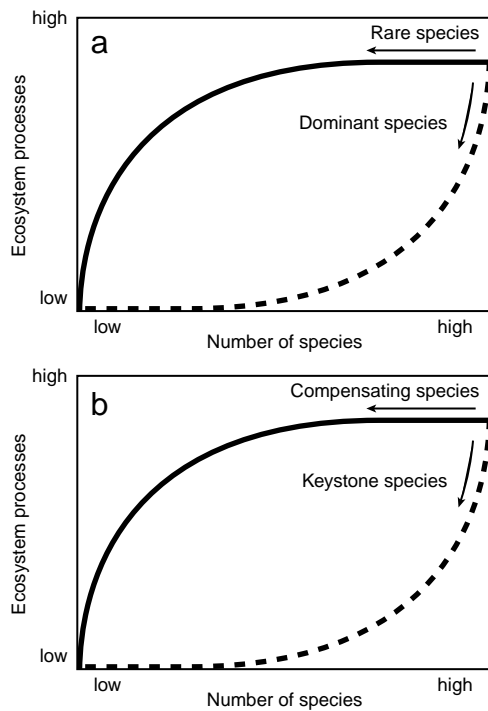 high
a
Rare species
Dominant species
Ecosystem processes
low
low
high
Number of species
high
b
Compensating species
Keystone species
Ecosystem processes
low
low
high
Number of species